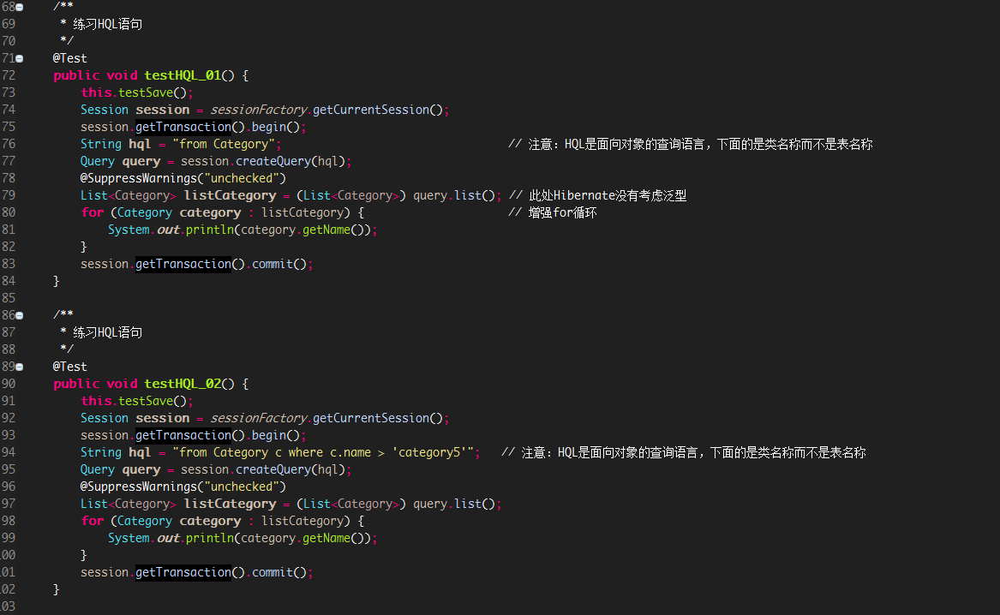 68 /**
69 * 练习HQL语句
70 */
71 @Test
72 public void testHQL_01() {
73 this.testSave();
74 Session session = sessionFactory.getCurrentSession();
75 session.getTransaction().begin();
76 String hql = "from Category"; // 注意：HQL是面向对象的查询语言，下面的是类名称而不是表名称
77 Query query = session.createQuery(hql);
78 @SuppressWarnings("unchecked")
79 List<Category> listCategory = (List<Category>) query.list(); // 此处Hibernate没有考虑泛型
80 for (Category category : listCategory) { // 增强for循环
81 System.out.println(category.getName());
82 }
83 session.getTransaction().commit();
84 }
85
86 /**
87 * 练习HQL语句
88 */
89 @Test
90 public void testHQL_02() {
91 this.testSave();
92 Session session = sessionFactory.getCurrentSession();
93 session.getTransaction().begin();
94 String hql = "from Category c where c.name > 'category5'"; // 注意：HQL是面向对象的查询语言，下面的是类名称而不是表名称
95 Query query = session.createQuery(hql);
96 @SuppressWarnings("unchecked")
97 List<Category> listCategory = (List<Category>) query.list();
98 for (Category category : listCategory) {
99 System.out.println(category.getName());
00 }
01 session.getTransaction().commit();
02 }
03